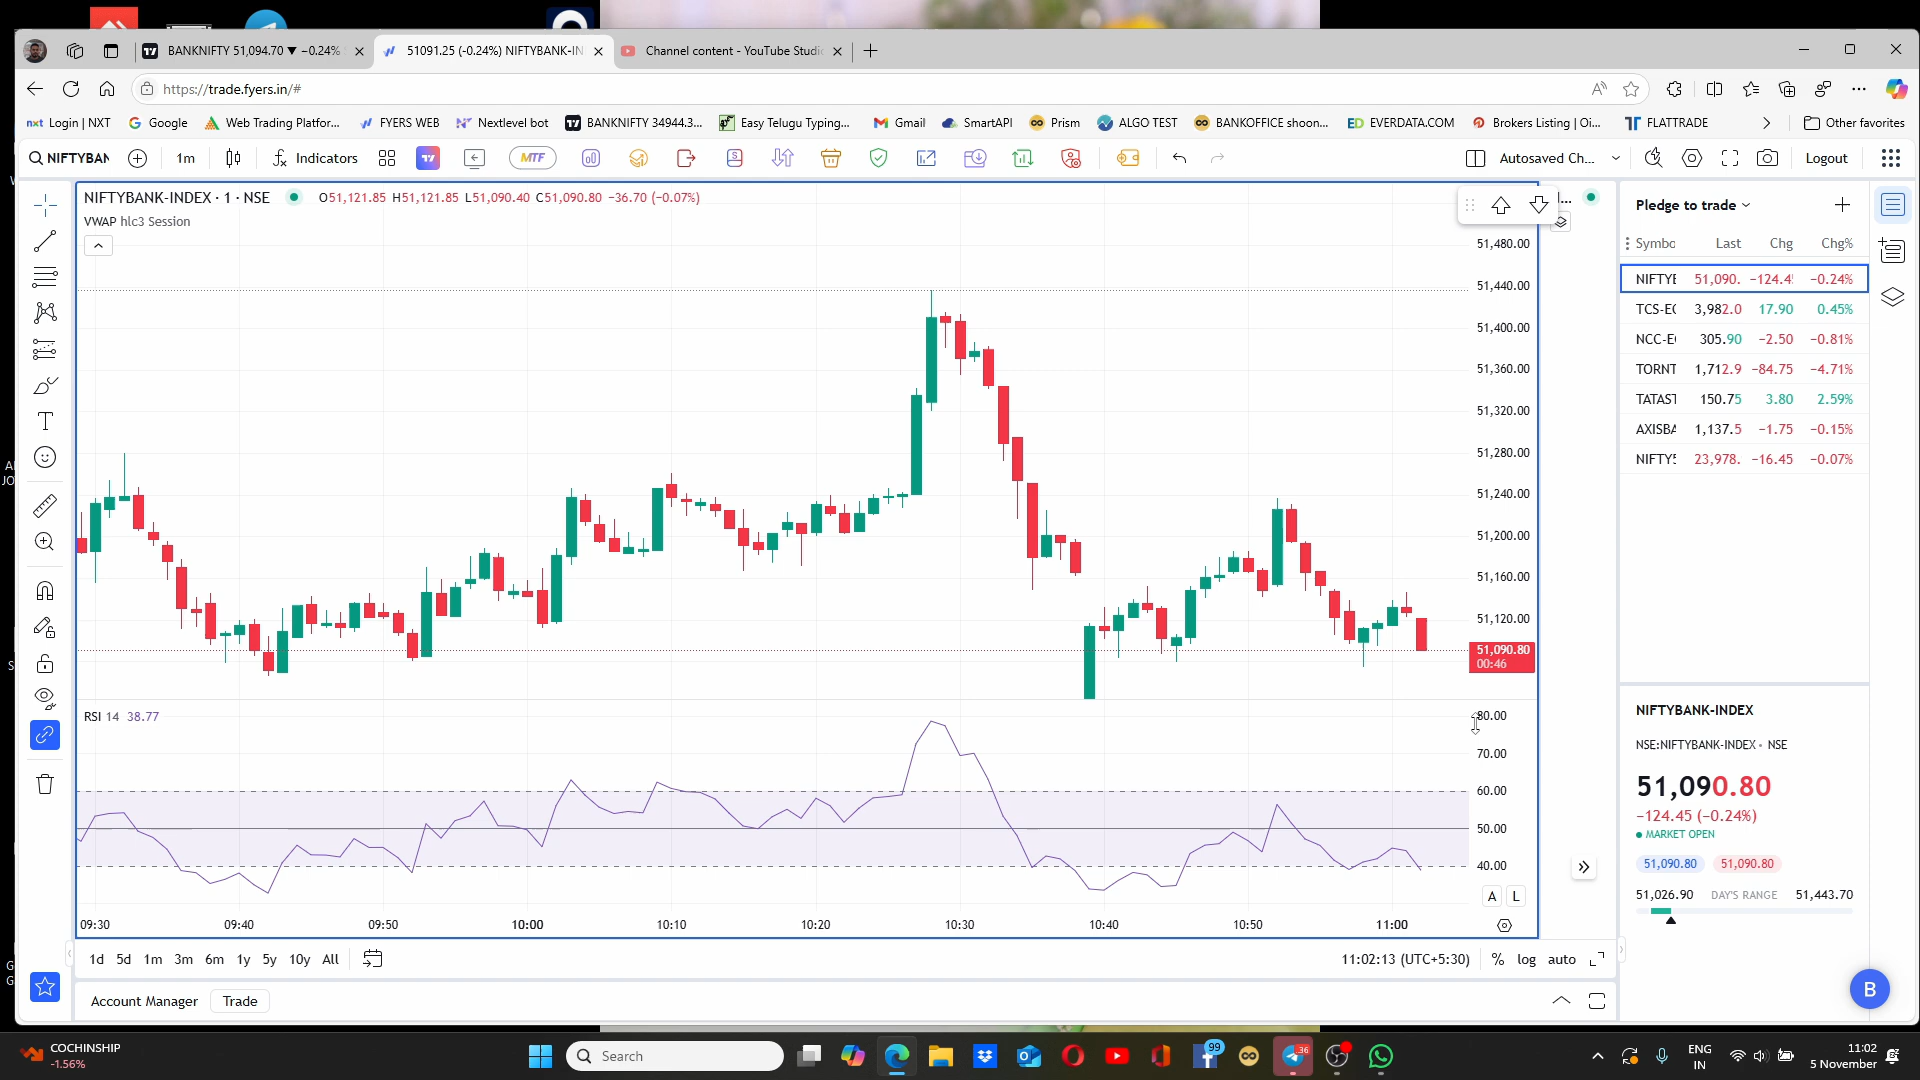 BANKNIFTY 51,094.70 ▼ −0.24%
51091.25 (-0.24%) NIFTYBANK-IN
Channel content - YouTube Studi
https://trade.fyers.in/#
nxt Login | NXT
Google
Web Trading Platfor...
FYERS WEB
Nextlevel bot
BANKNIFTY 34944.3...
Easy Telugu Typing...
Gmail
SmartAPI
Prism
ALGO TEST
BANKOFFICE shoon...
ED EVERDATA.COM
Brokers Listing | Oi...
FLATTRADE
Other favorites
NIFTYBAN
1m
Indicators
MTF
Autosaved Ch...
Logout
NIFTYBANK-INDEX · 1 · NSE
O51,121.85 H51,121.85 L51,090.40 C51,090.80 −36.70 (−0.07%)
VWAP hlc3 Session
51,480.00
51,440.00
51,400.00
51,360.00
51,320.00
51,280.00
51,240.00
51,200.00
51,160.00
51,120.00
51,090.80
00:46
RSI 14 38.77
80.00
70.00
60.00
50.00
40.00
A L
09:30 09:40 09:50 10:00 10:10 10:20 10:30 10:40 10:50 11:00
1d 5d 1m 3m 6m 1y 5y 10y All
11:02:13 (UTC+5:30) % log auto
Account Manager Trade
Pledge to trade
Symbo Last Chg Chg%
NIFTYE 51,090. −124.4 −0.24%
TCS-EC 3,982.0 17.90 0.45%
NCC-E 305.90 −2.50 −0.81%
TORNT 1,712.9 −84.75 −4.71%
TATAST 150.75 3.80 2.59%
AXISBA 1,137.5 −1.75 −0.15%
NIFTY5 23,978. −16.45 −0.07%
NIFTYBANK-INDEX
NSE:NIFTYBANK-INDEX • NSE
51,090.80
−124.45 (−0.24%)
MARKET OPEN
51,090.80 51,090.80
51,026.90 DAY'S RANGE 51,443.70
B
COCHINSHIP
-1.56%
Search
99
36
ENG
IN
11:02
5 November